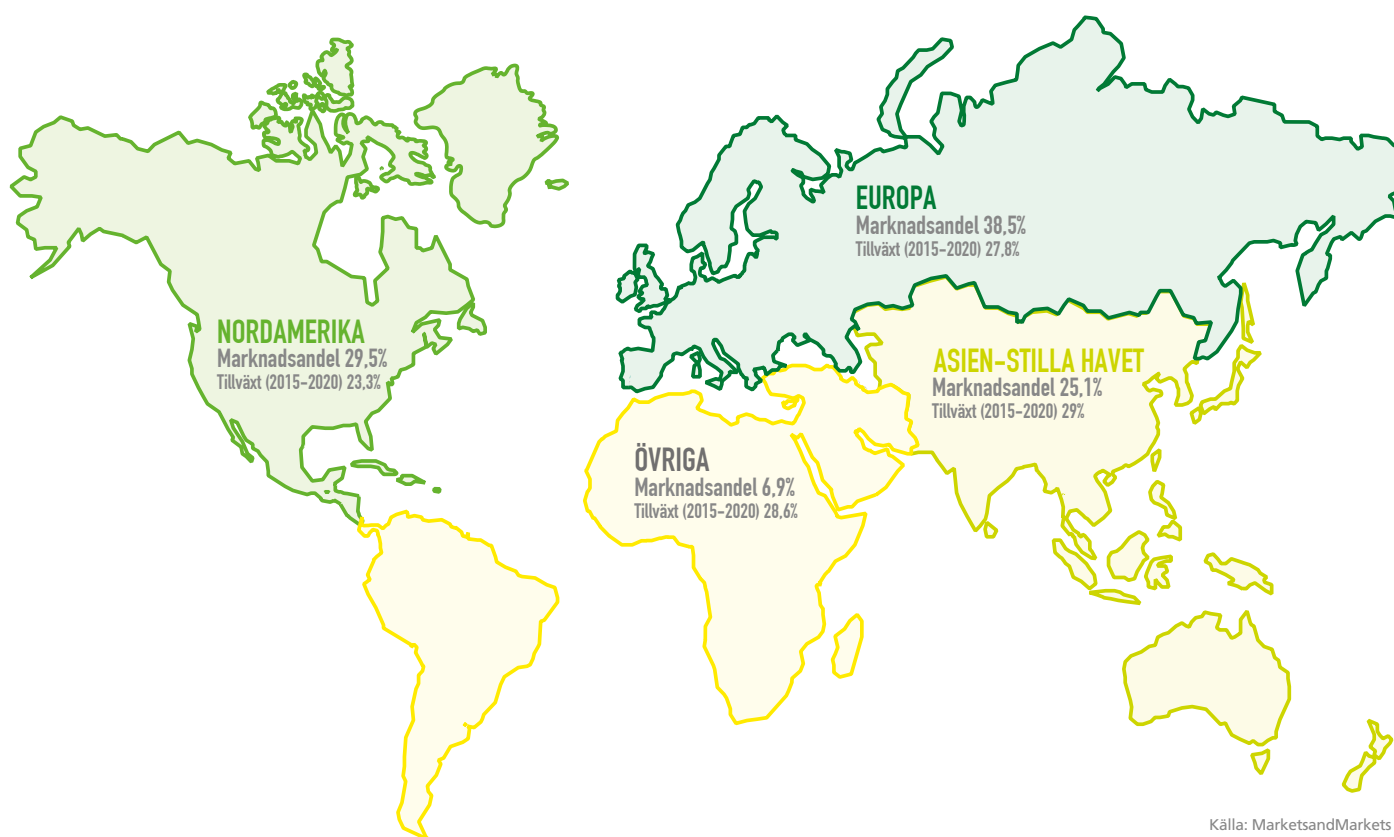 EUROPA
Marknadsandel 38,5%
Tillväxt (2015-2020) 27,8%
NORDAMERIKA
Marknadsandel 29,5%
Tillväxt (2015-2020) 23,3%
ASIEN-STILLA HAVET
Marknadsandel 25,1%
Tillväxt (2015-2020) 29%
ÖVRIGA
Marknadsandel 6,9%
Tillväxt (2015-2020) 28,6%
Källa: MarketsandMarkets